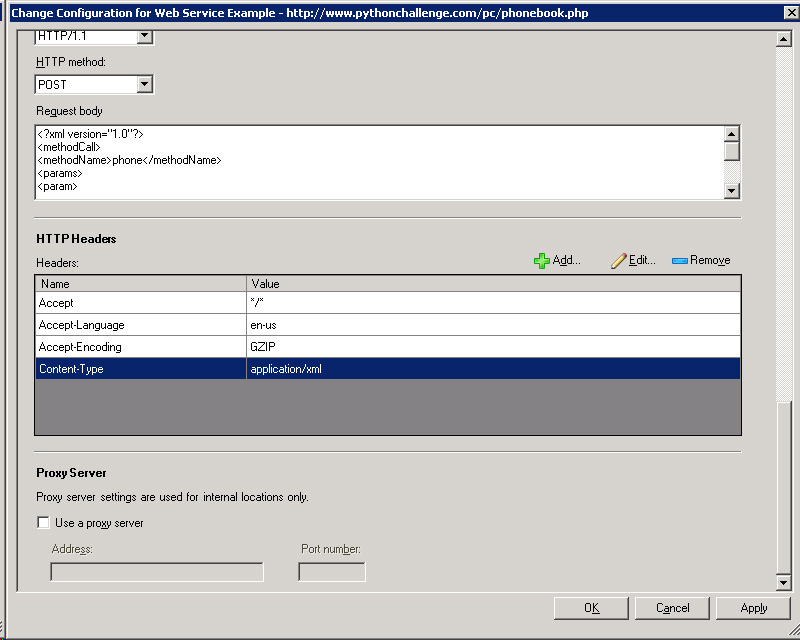 Change Configuration for Web Service Example - http://www.pythonchallenge.com/pc/phonebook.php
HTTP/1.1
HTTP method:
POST
Request body
<?xml version="1.0"?>
<methodCall>
<methodName>phone</methodName>
<params>
<param>
HTTP Headers
Headers:
Add...
Edit...
Remove
Name Value
Accept */*
Accept-Language en-us
Accept-Encoding GZIP
Content-Type application/xml
Proxy Server
Proxy server settings are used for internal locations only.
Use a proxy server
Address: Port number:
OK Cancel Apply